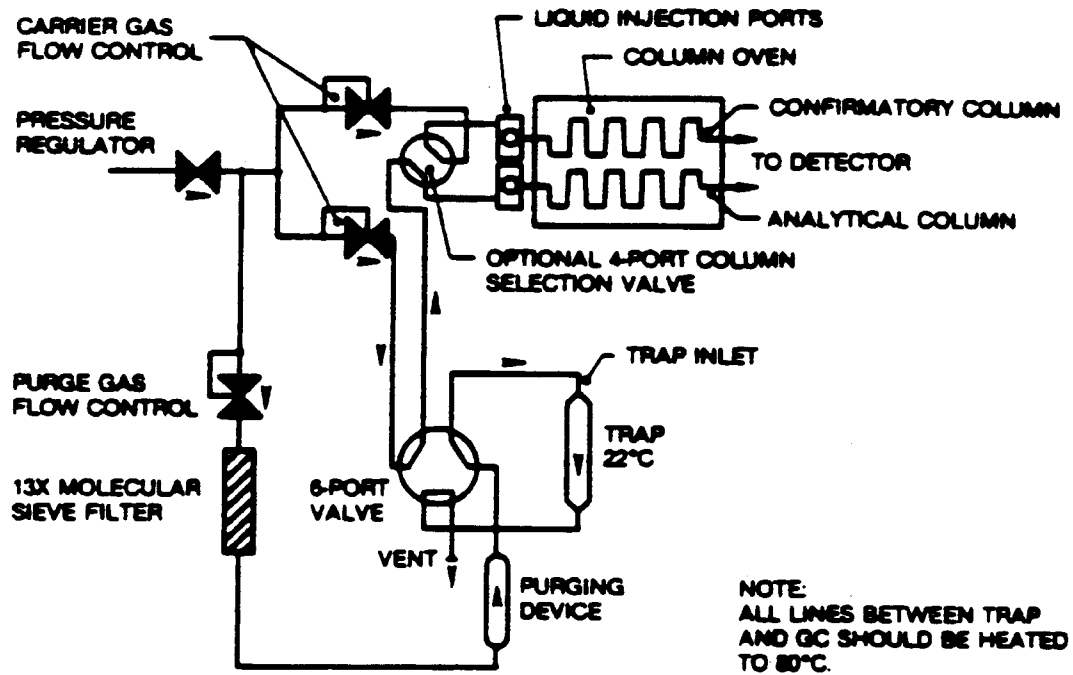 CARRIER GAS
FLOW CONTROL
LIQUID INJECTION PORTS
COLUMN OVEN
CONFIRMATORY COLUMN
PRESSURE
REGULATOR
TO DETECTOR
ANALYTICAL COLUMN
OPTIONAL 4-PORT COLUMN
SELECTION VALVE
TRAP INLET
PURGE GAS
FLOW CONTROL
TRAP
22°C
13X MOLECULAR
SIEVE FILTER
6-PORT
VALVE
VENT
PURGING
DEVICE
NOTE:
ALL LINES BETWEEN TRAP
AND GC SHOULD BE HEATED
TO 80°C.